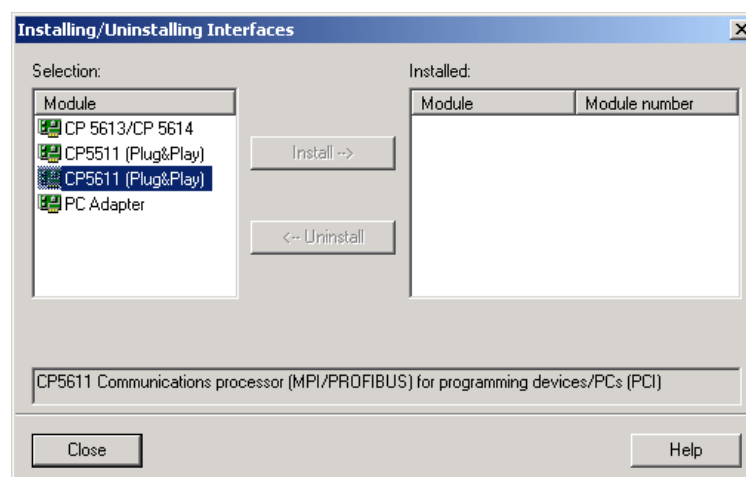 Installing/Uninstalling Interfaces
Selection:
Installed:
Module
Module
Module number
CP 5613/CP 5614
CP5511 (Plug&Play)
CP5611 (Plug&Play)
PC Adapter
Install -->
<-- Uninstall
CP5611 Communications processor (MPI/PROFIBUS) for programming devices/PCs (PCI)
Close
Help